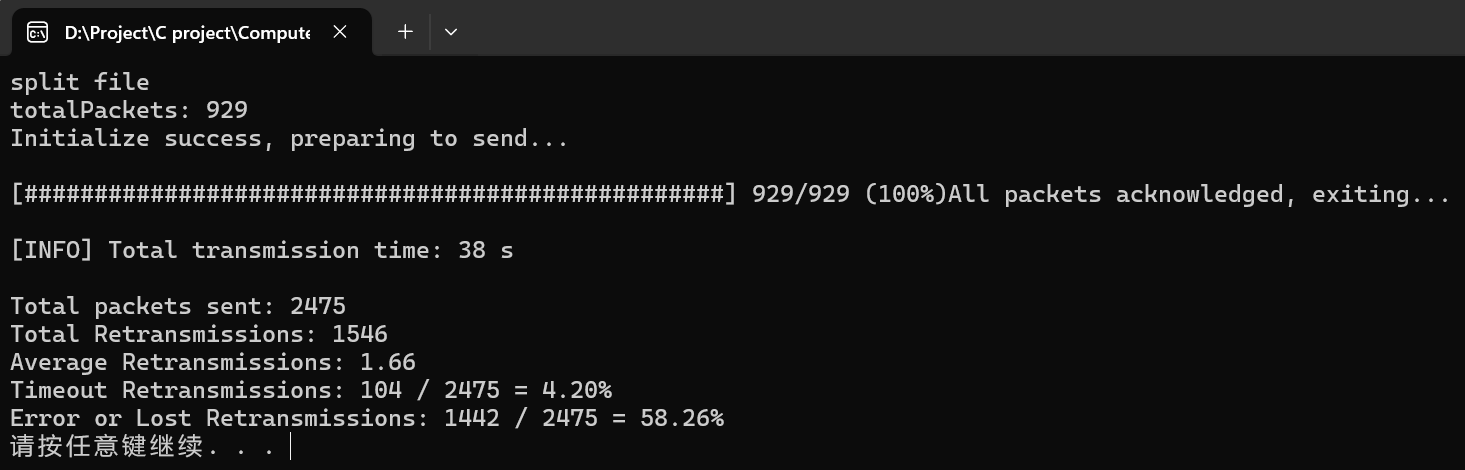 D:\Project\C project\Compute
split file
totalPackets: 929
Initialize success, preparing to send...
[##################################################] 929/929 (100%)All packets acknowledged, exiting...
[INFO] Total transmission time: 38 s
Total packets sent: 2475
Total Retransmissions: 1546
Average Retransmissions: 1.66
Timeout Retransmissions: 104 / 2475 = 4.20%
Error or Lost Retransmissions: 1442 / 2475 = 58.26%
请按任意键继续. . .